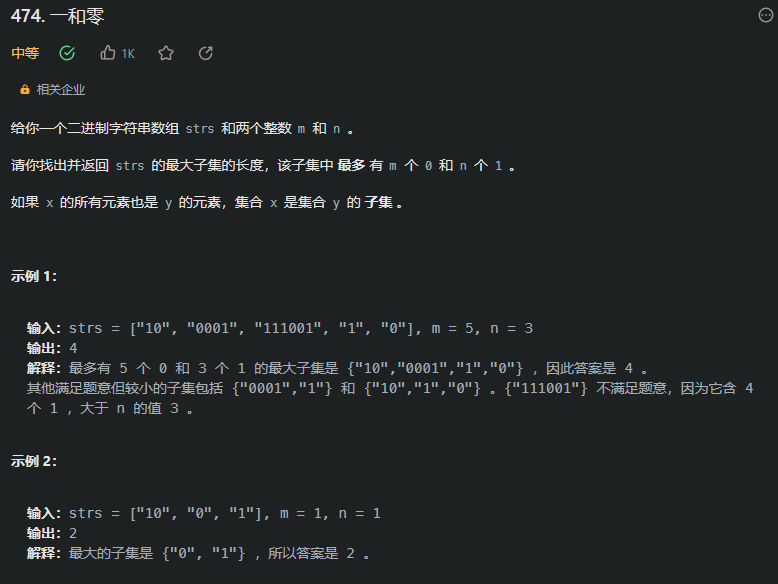 474. 一和零
中等 1K
相关企业
给你一个二进制字符串数组 strs 和两个整数 m 和 n 。
请你找出并返回 strs 的最大子集的长度，该子集中 最多 有 m 个 0 和 n 个 1 。
如果 x 的所有元素也是 y 的元素，集合 x 是集合 y 的 子集 。
示例 1：
输入：strs = ["10", "0001", "111001", "1", "0"], m = 5, n = 3
输出：4
解释：最多有 5 个 0 和 3 个 1 的最大子集是 {"10","0001","1","0"} ，因此答案是 4 。
其他满足题意但较小的子集包括 {"0001","1"} 和 {"10","1","0"} 。{"111001"} 不满足题意，因为它含 4
个 1 ，大于 n 的值 3 。
示例 2：
输入：strs = ["10", "0", "1"], m = 1, n = 1
输出：2
解释：最大的子集是 {"0", "1"} ，所以答案是 2 。